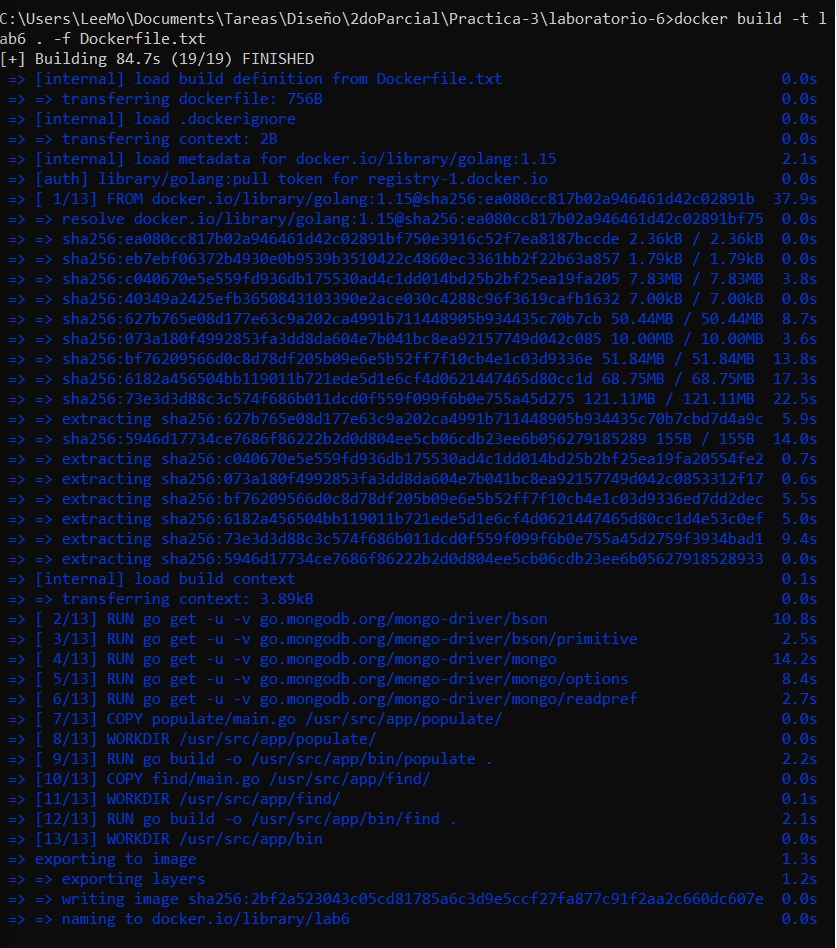 C:\Users\LeeMo\Documents\Tareas\Diseño\2doParcial\Practica-3\laboratorio-6>docker build -t l
ab6 . -f Dockerfile.txt
[+] Building 84.7s (19/19) FINISHED
=> [internal] load build definition from Dockerfile.txt 0.0s
=> => transferring dockerfile: 756B 0.0s
=> [internal] load .dockerignore 0.0s
=> => transferring context: 2B 0.0s
=> [internal] load metadata for docker.io/library/golang:1.15 2.1s
=> [auth] library/golang:pull token for registry-1.docker.io 0.0s
=> [ 1/13] FROM docker.io/library/golang:1.15@sha256:ea080cc817b02a946461d42c02891b 37.9s
=> => resolve docker.io/library/golang:1.15@sha256:ea080cc817b02a946461d42c02891bf75 0.0s
=> => sha256:ea080cc817b02a946461d42c02891bf750e3916c52f7ea8187bccde 2.36kB / 2.36kB 0.0s
=> => sha256:eb7ebf06372b4930e0b9539b3510422c4860ec3361bb2f22b63a857 1.79kB / 1.79kB 0.0s
=> => sha256:c040670e5e559fd936db175530ad4c1dd014bd25b2bf25ea19fa205 7.83MB / 7.83MB 3.8s
=> => sha256:40349a2425efb3650843103390e2ace030c4288c96f3619cafb1632 7.00kB / 7.00kB 0.0s
=> => sha256:627b765e08d177e63c9a202ca4991b711448905b934435c70b7cb 50.44MB / 50.44MB 8.7s
=> => sha256:073a180f4992853fa3dd8da604e7b041bc8ea92157749d042c085 10.00MB / 10.00MB 3.6s
=> => sha256:bf76209566d0c8d78df205b09e6e5b52ff7f10cb4e1c03d9336e 51.84MB / 51.84MB 13.8s
=> => sha256:6182a456504bb119011b721ede5d1e6cf4d0621447465d80cc1d 68.75MB / 68.75MB 17.3s
=> => sha256:73e3d3d88c3c574f686b011dcd0f559f099f6b0e755a45d275 121.11MB / 121.11MB 22.5s
=> => extracting sha256:627b765e08d177e63c9a202ca4991b711448905b934435c70b7cbd7d4a9c 5.9s
=> => sha256:5946d17734ce7686f86222b2d0d804ee5cb06cdb23ee6b056279185289 155B / 155B 14.0s
=> => extracting sha256:c040670e5e559fd936db175530ad4c1dd014bd25b2bf25ea19fa20554fe2 0.7s
=> => extracting sha256:073a180f4992853fa3dd8da604e7b041bc8ea92157749d042c0853312f17 0.6s
=> => extracting sha256:bf76209566d0c8d78df205b09e6e5b52ff7f10cb4e1c03d9336ed7dd2dec 5.5s
=> => extracting sha256:6182a456504bb119011b721ede5d1e6cf4d0621447465d80cc1d4e53c0ef 5.0s
=> => extracting sha256:73e3d3d88c3c574f686b011dcd0f559f099f6b0e755a45d2759f3934bad1 9.4s
=> => extracting sha256:5946d17734ce7686f86222b2d0d804ee5cb06cdb23ee6b05627918528933 0.0s
=> [internal] load build context 0.1s
=> => transferring context: 3.89kB 0.0s
=> [ 2/13] RUN go get -u -v go.mongodb.org/mongo-driver/bson 10.8s
=> [ 3/13] RUN go get -u -v go.mongodb.org/mongo-driver/bson/primitive 2.5s
=> [ 4/13] RUN go get -u -v go.mongodb.org/mongo-driver/mongo 14.2s
=> [ 5/13] RUN go get -u -v go.mongodb.org/mongo-driver/mongo/options 8.4s
=> [ 6/13] RUN go get -u -v go.mongodb.org/mongo-driver/mongo/readpref 2.7s
=> [ 7/13] COPY populate/main.go /usr/src/app/populate/ 0.0s
=> [ 8/13] WORKDIR /usr/src/app/populate/ 0.0s
=> [ 9/13] RUN go build -o /usr/src/app/bin/populate . 2.2s
=> [10/13] COPY find/main.go /usr/src/app/find/ 0.0s
=> [11/13] WORKDIR /usr/src/app/find/ 0.1s
=> [12/13] RUN go build -o /usr/src/app/bin/find . 2.1s
=> [13/13] WORKDIR /usr/src/app/bin 0.0s
=> exporting to image 1.3s
=> => exporting layers 1.2s
=> => writing image sha256:2bf2a523043c05cd81785a6c3d9e5ccf27fa877c91f2aa2c660dc607e 0.0s
=> => naming to docker.io/library/lab6 0.0s